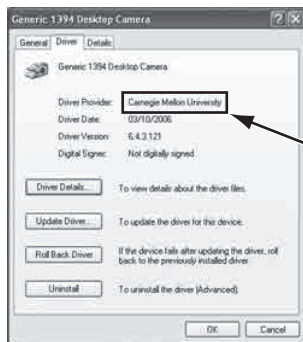 Generic 1394 Desktop Camera
General Driver Details
Generic 1394 Desktop Camera
Driver Provider: Carnegie Mellon University
Driver Date: 03/10/2006
Driver Version: 6.4.3.121
Digital Signer: Not digitally signed
Driver Details... To view details about the driver files.
Update Driver... To update the driver for this device.
Roll Back Driver If the device fails after updating the driver, roll
back to the previously installed driver.
Uninstall To uninstall the driver (Advanced).
OK Cancel